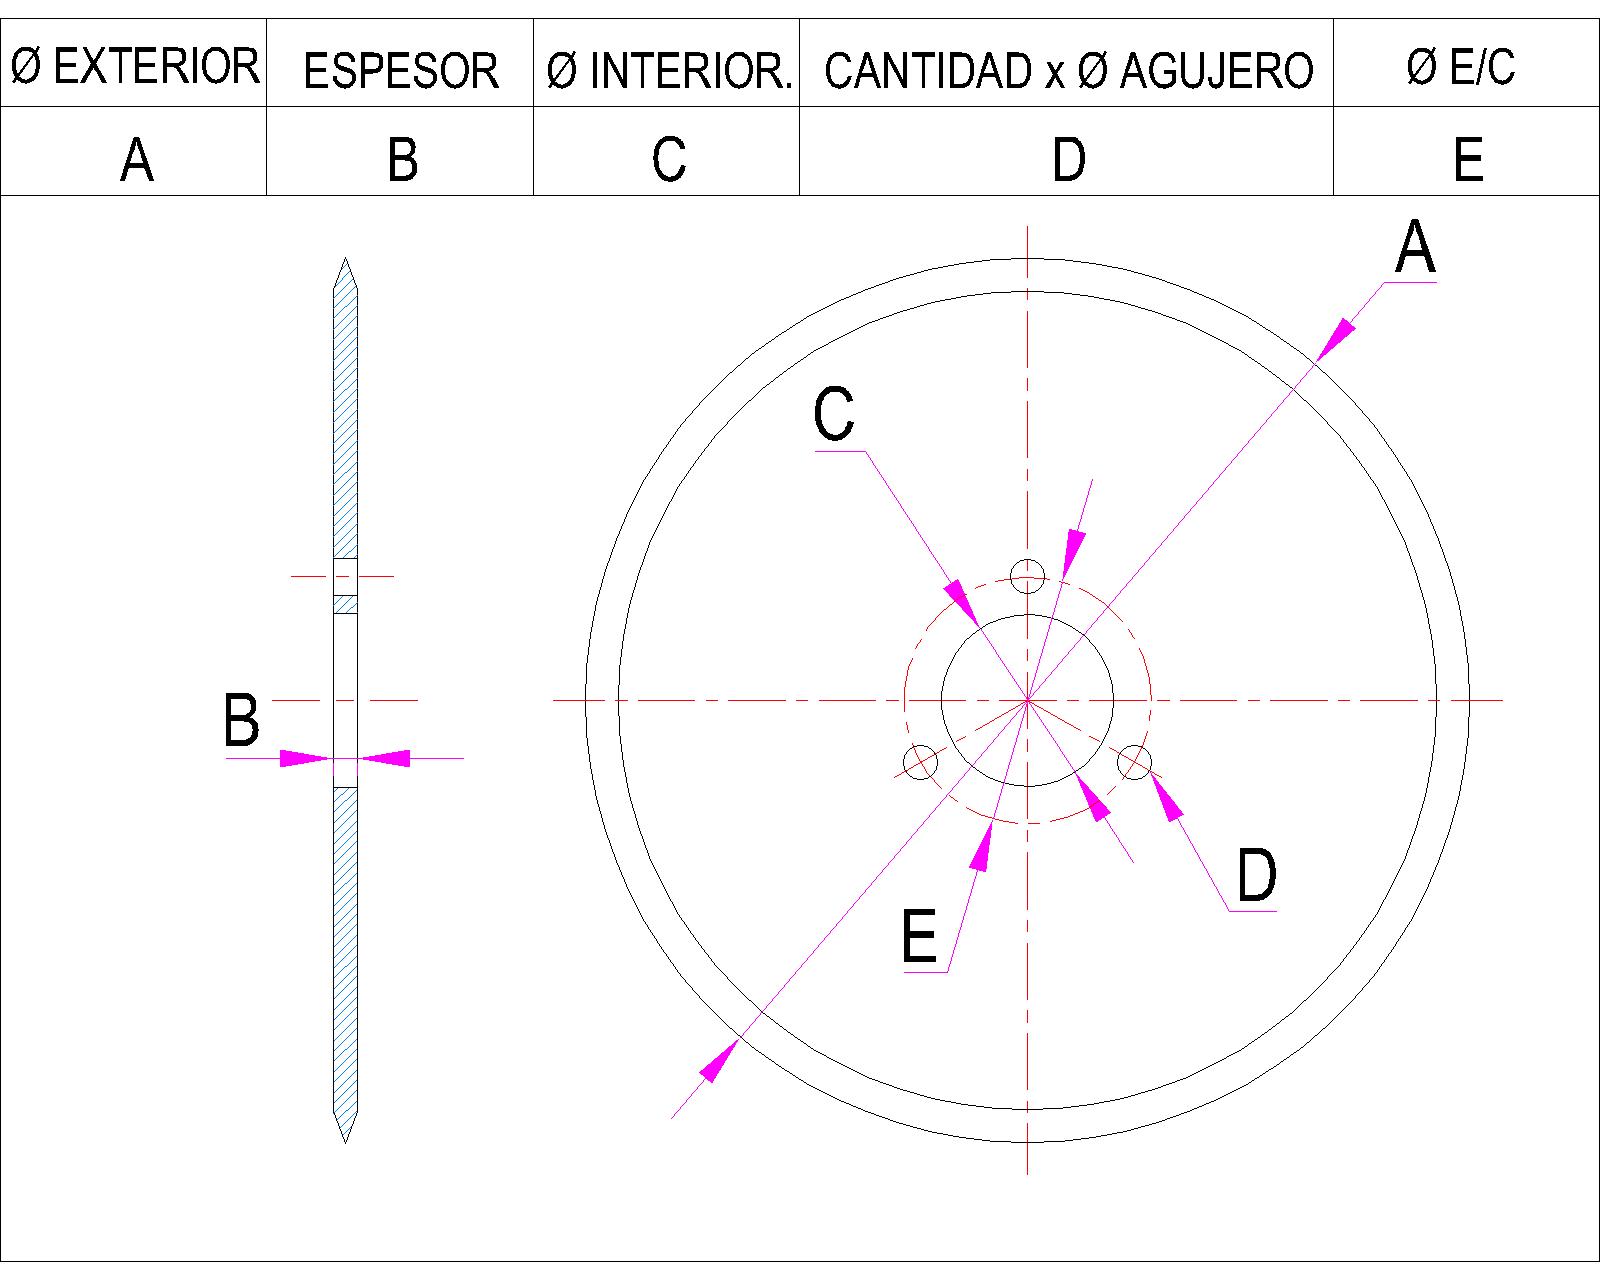 Ø EXTERIOR ESPESOR Ø INTERIOR. CANTIDAD x Ø AGUJERO Ø E/C
A B C D E
A
C
B
D
E